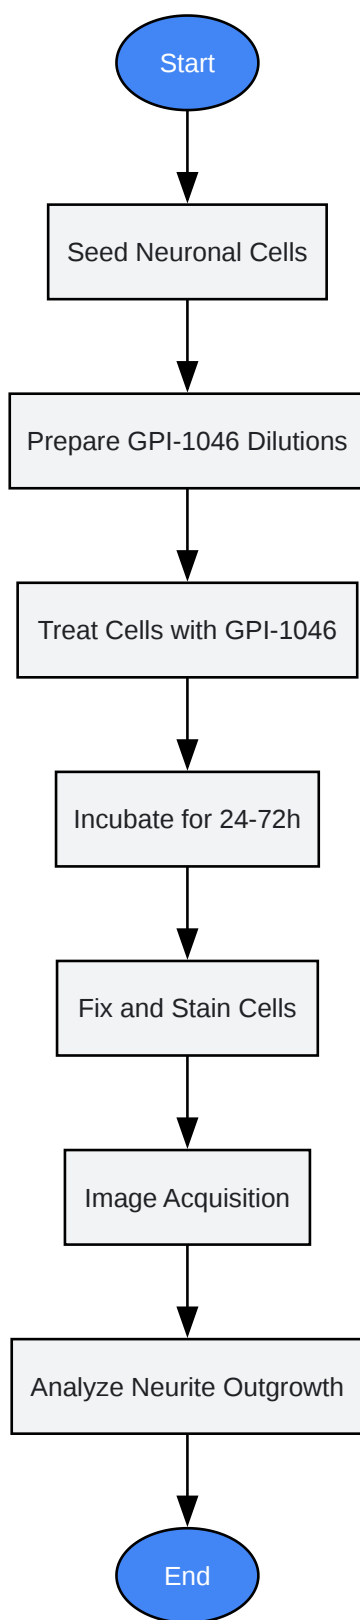 Start
Seed Neuronal Cells
Prepare GPI-1046 Dilutions
Treat Cells with GPI-1046
Incubate for 24-72h
Fix and Stain Cells
Image Acquisition
Analyze Neurite Outgrowth
End